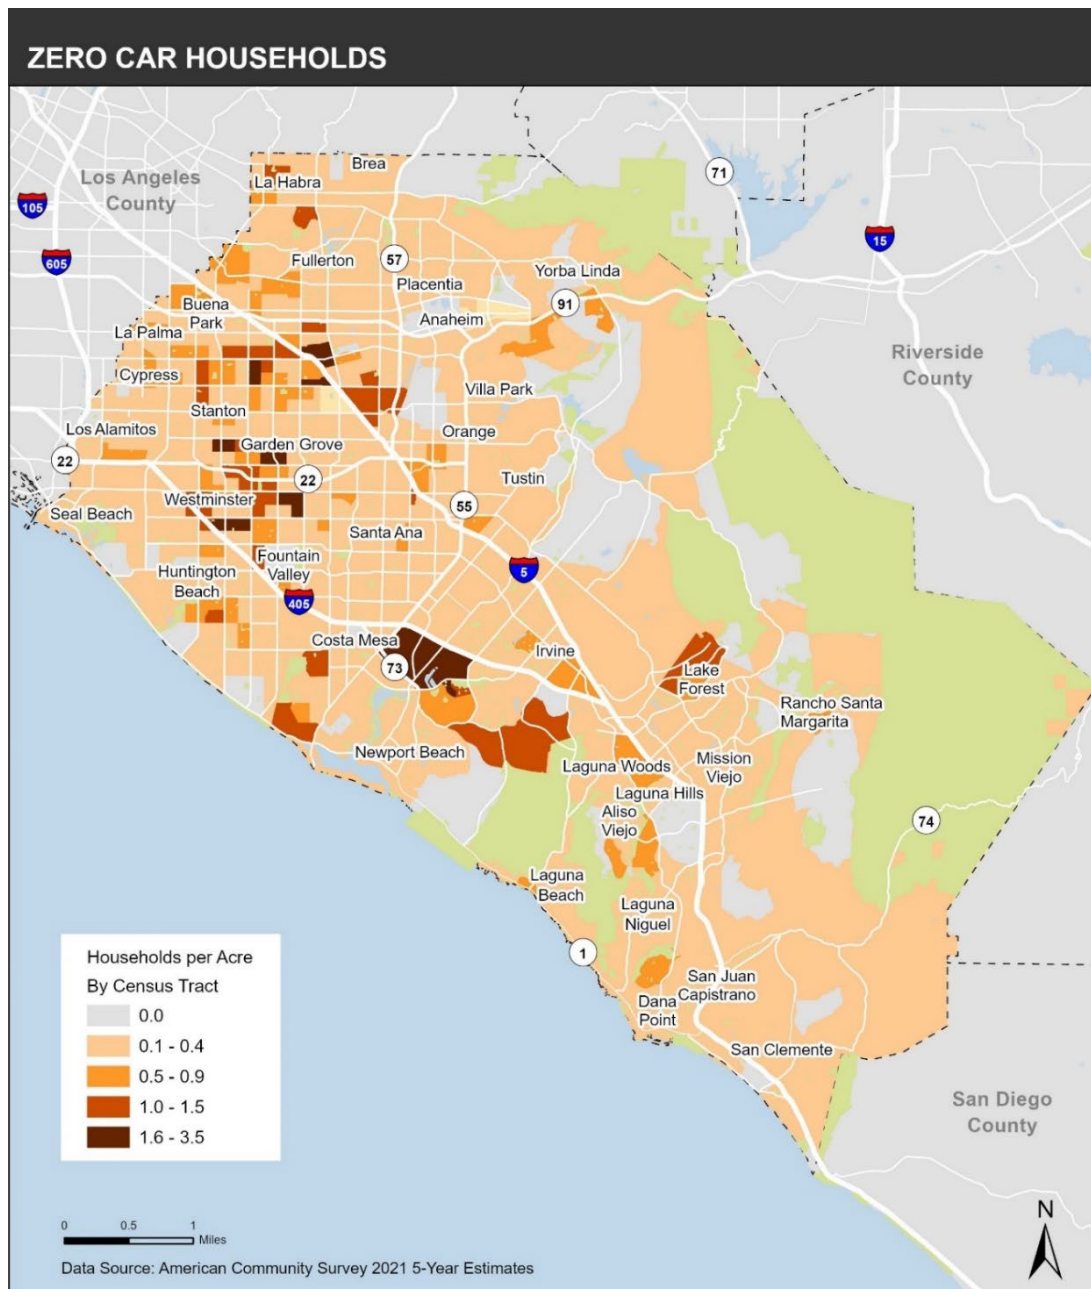 ZERO CAR HOUSEHOLDS
Los Angeles
County
105
605
La Habra
Brea
71
15
57
Fullerton
Placentia
Yorba Linda
91
Buena
Park
Anaheim
La Palma
Riverside
County
Cypress
Villa Park
Stanton
Los Alamitos
Garden Grove
Orange
22
22
Tustin
Westminster
55
Seal Beach
Santa Ana
5
Fountain
Valley
Huntington
Beach
405
Costa Mesa
73
Irvine
Lake
Forest
Rancho Santa
Margarita
Newport Beach
Mission
Viejo
Laguna Woods
Laguna Hills
Aliso
Viejo
74
Laguna
Beach
Laguna
Niguel
1
San Juan
Capistrano
Dana
Point
San Clemente
San Diego
County
Households per Acre
By Census Tract
0.0
0.1 - 0.4
0.5 - 0.9
1.0 - 1.5
1.6 - 3.5
0 0.5 1
Miles
N
Data Source: American Community Survey 2021 5-Year Estimates